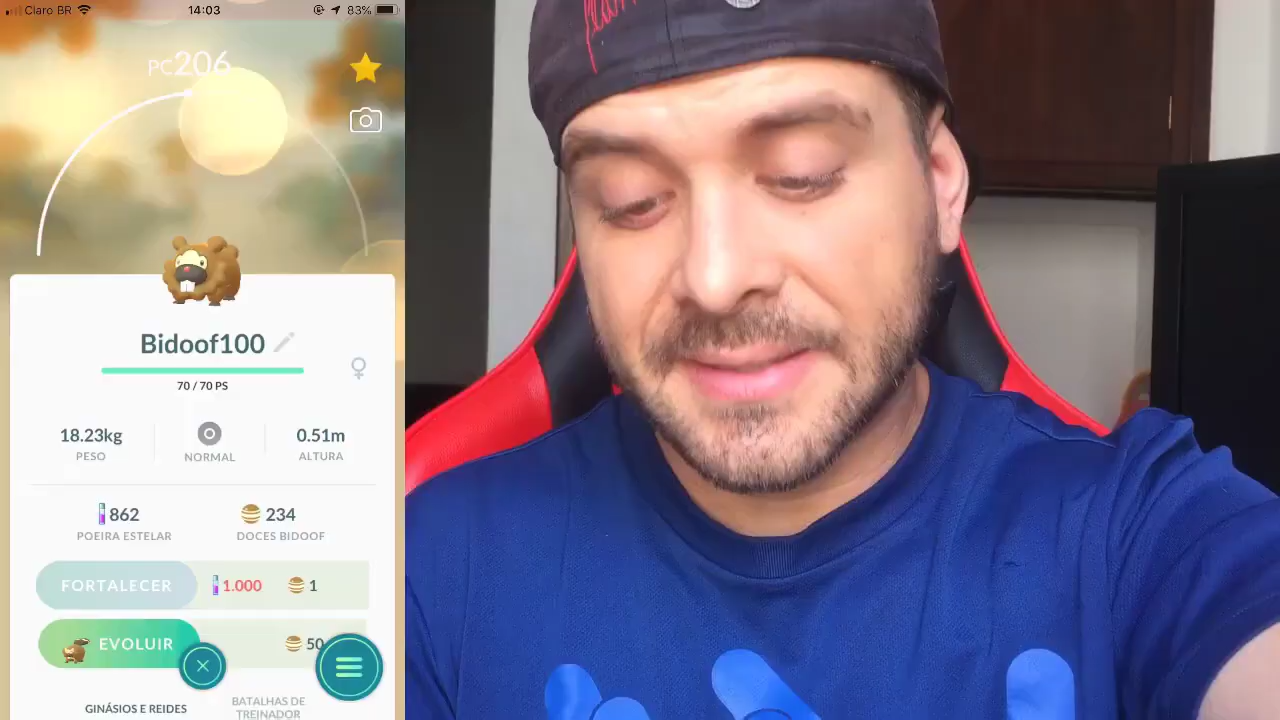 Claro BR 14:03 83%
PC206
Bidoof100
70 / 70 PS
18.23kg
PESO
NORMAL
0.51m
ALTURA
862
POEIRA ESTELAR
234
DOCES BIDOOF
FORTALECER 1.000 1
EVOLUIR 50
GINÁSIOS E REIDES
BATALHAS DE
TREINADOR